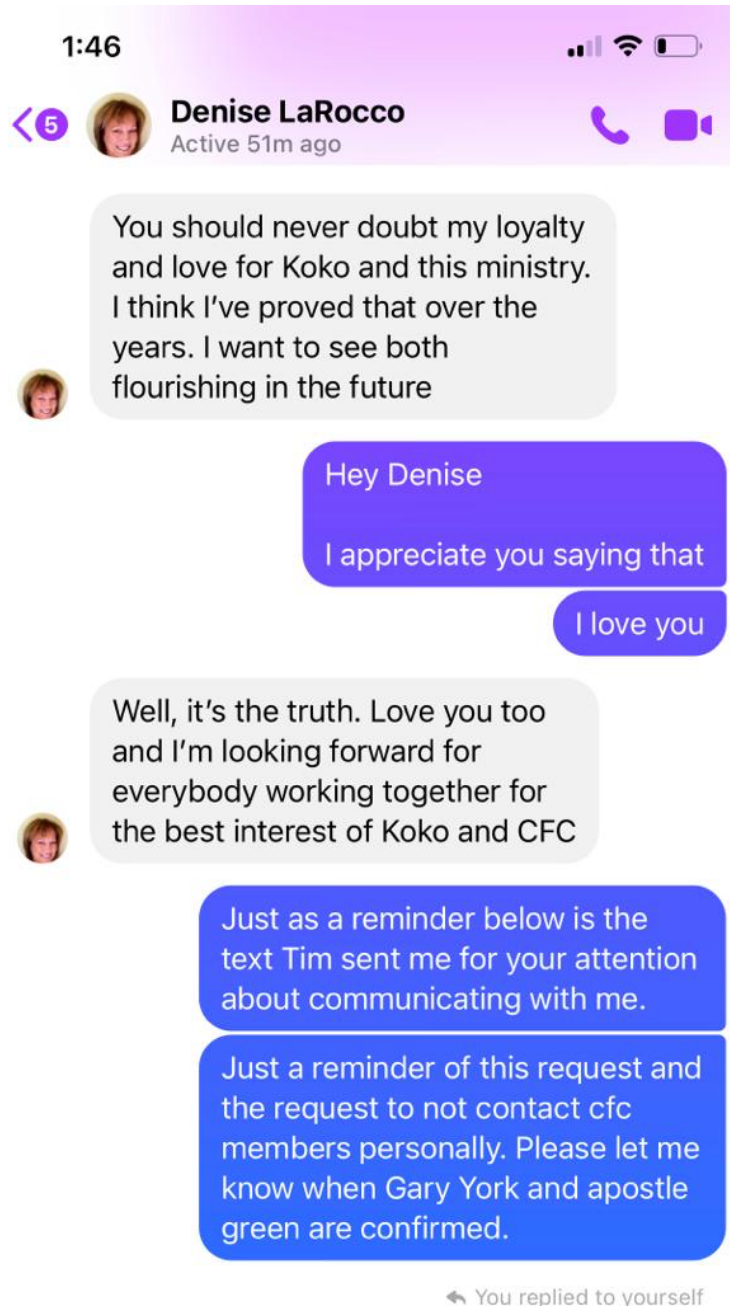 1:46
5
Denise LaRocco
Active 51m ago
You should never doubt my loyalty
and love for Koko and this ministry.
I think I've proved that over the
years. I want to see both
flourishing in the future
Hey Denise
I appreciate you saying that
I love you
Well, it's the truth. Love you too
and I'm looking forward for
everybody working together for
the best interest of Koko and CFC
Just as a reminder below is the
text Tim sent me for your attention
about communicating with me.
Just a reminder of this request and
the request to not contact cfc
members personally. Please let me
know when Gary York and apostle
green are confirmed.
You replied to yourself